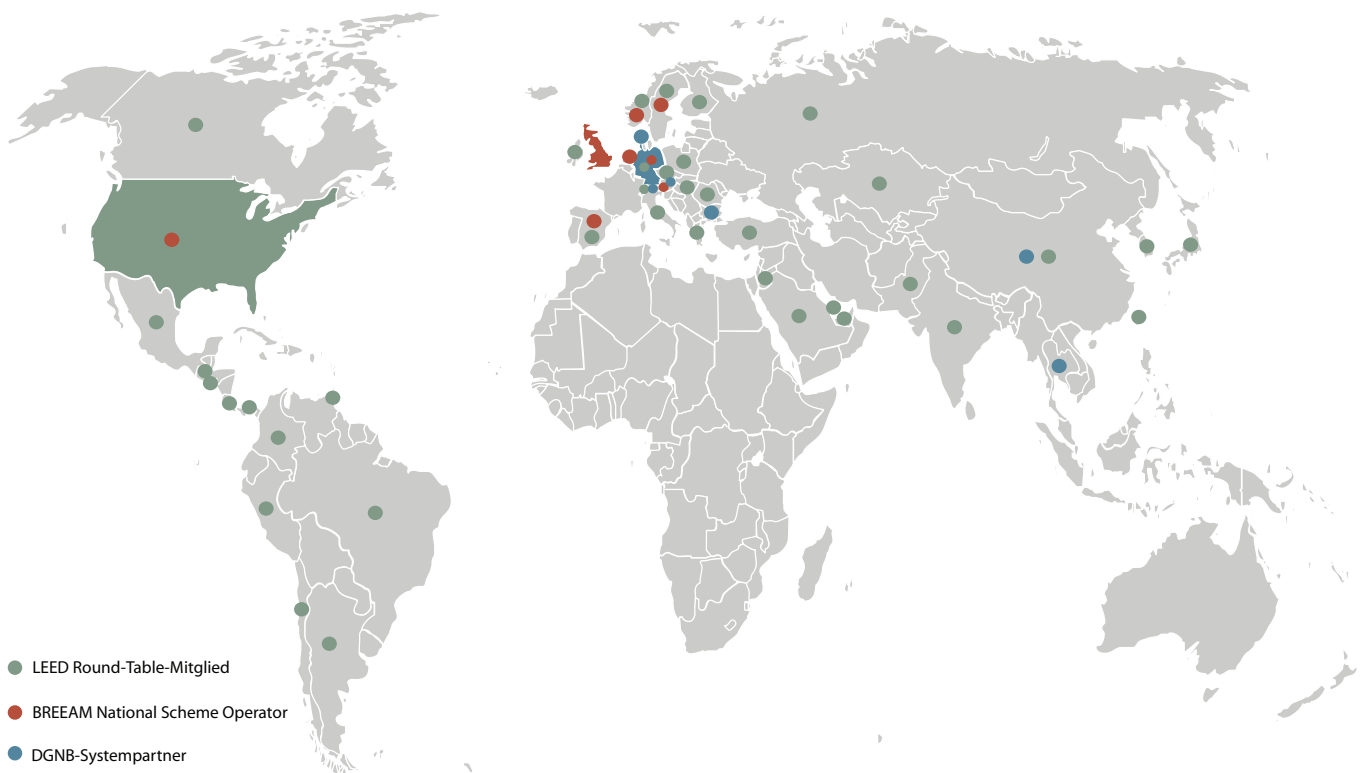 LEED Round-Table-Mitglied
BREEAM National Scheme Operator
DGNB-Systempartner